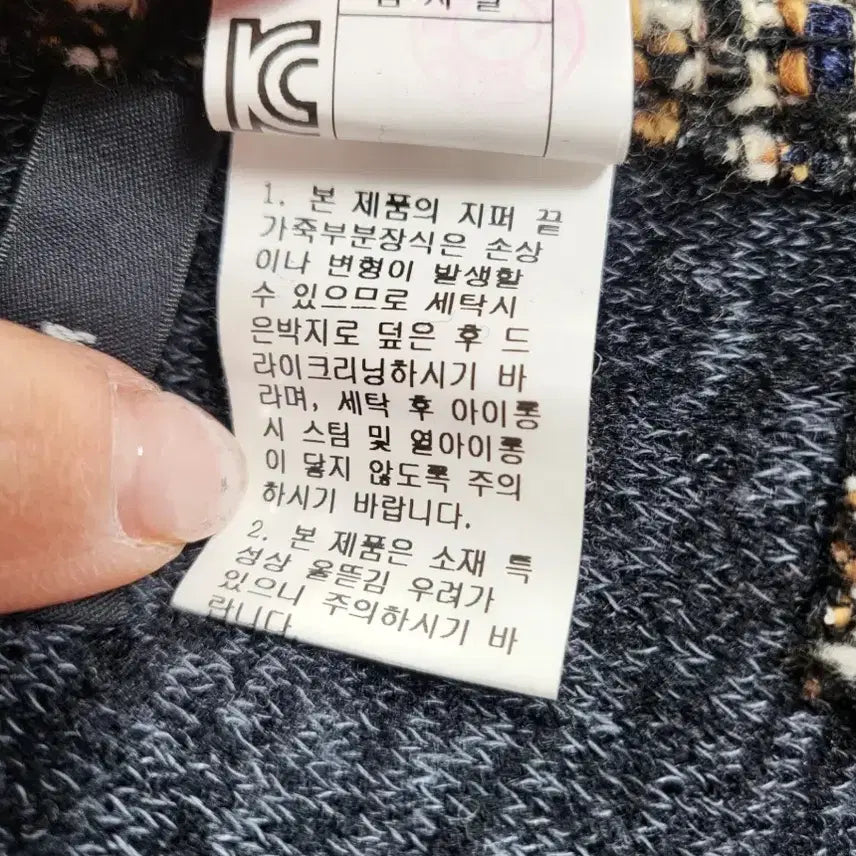 KC
1. 본 제품의 지퍼 끝
가죽부분장식은 손상
이나 변형이 발생할
수 있으므로 세탁시
은박지로 덮은 후 드
라이크리닝하시기 바
라며, 세탁 후 아이롱
시 스팀 및 열아이롱
이 닿지 않도록 주의
하시기 바랍니다.
2. 본 제품은 소재 특
성상 올뜯김 우려가
있으니 주의하시기 바
랍니다.